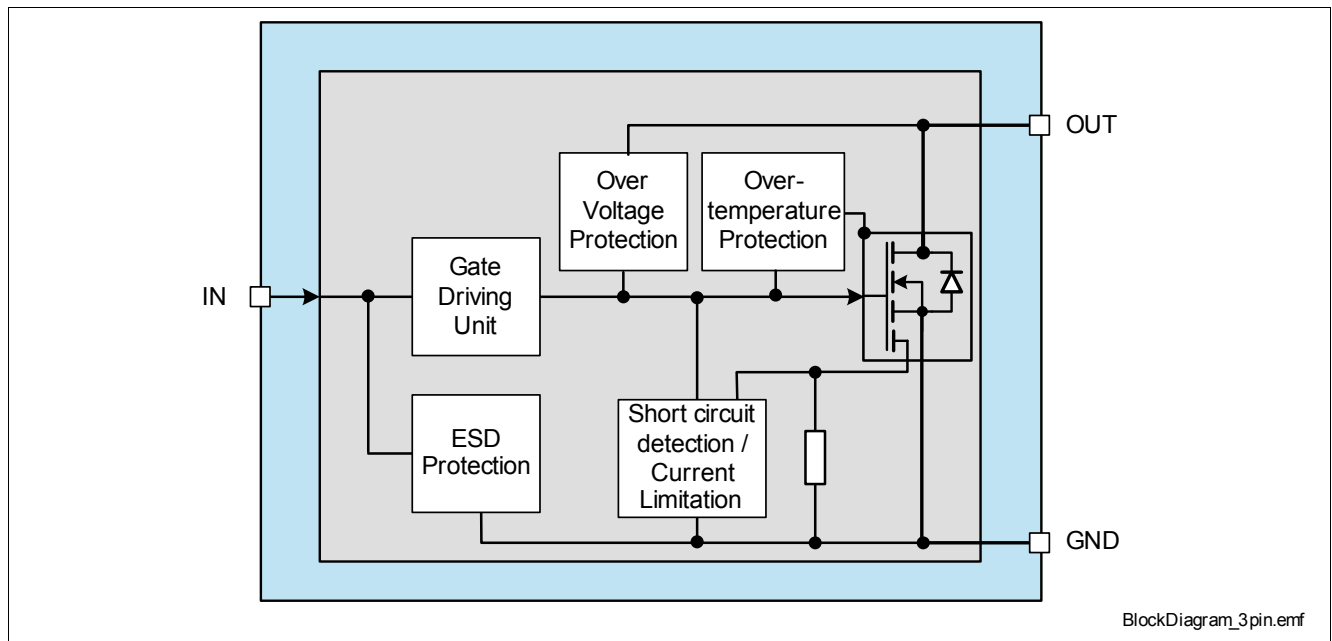 OUT
Over
Voltage
Protection
Over-
temperature
Protection
Gate
Driving
Unit
IN
ESD
Protection
Short circuit
detection /
Current
Limitation
GND
BlockDiagram_3pin.emf